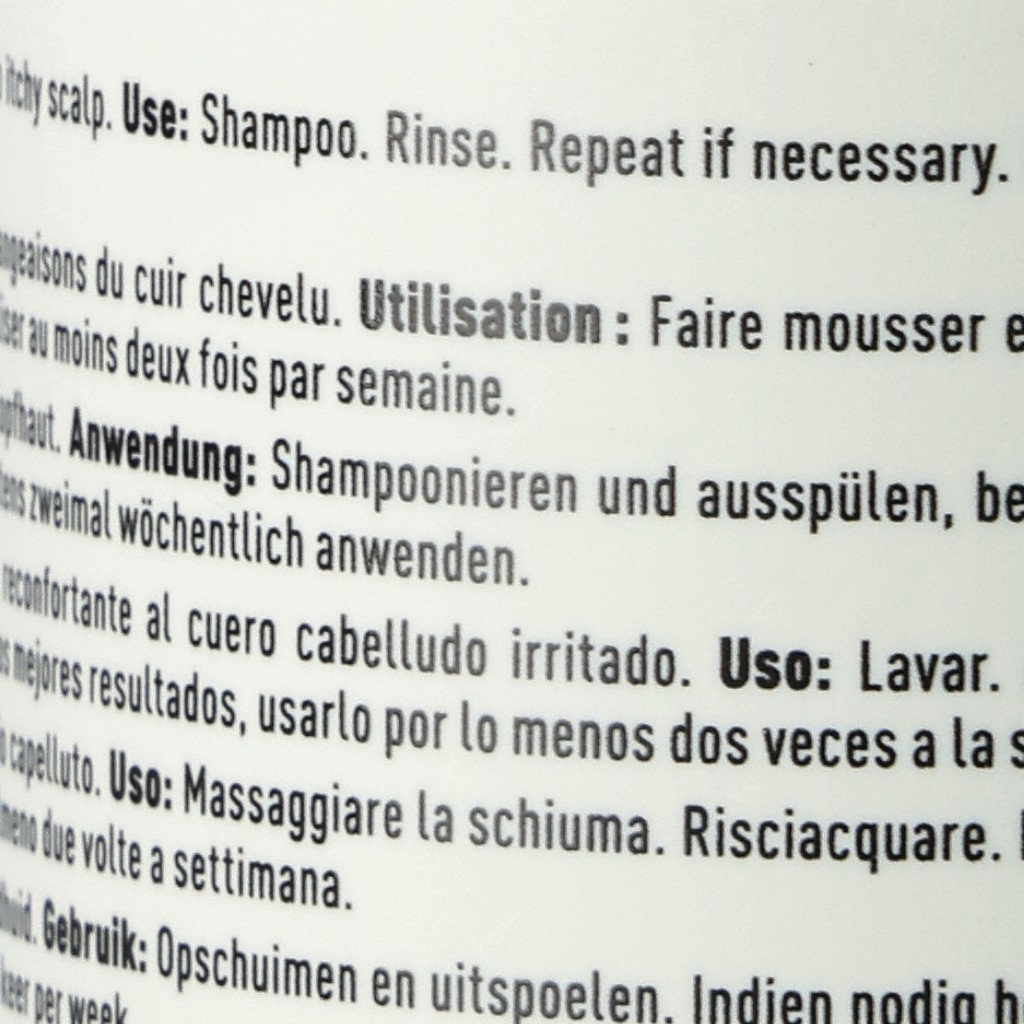 itchy scalp. Use: Shampoo. Rinse. Repeat if necessary.
du cuir chevelu. Utilisation : Faire mousser
au moins deux fois par semaine.
Anwendung: Shampoonieren und ausspülen,
zweimal wöchentlich anwenden.
reconfortante al cuero cabelludo irritado. Uso: Lavar.
mejores resultados, usarlo por lo menos dos veces a la
capelluto. Uso: Massaggiare la schiuma. Risciacquare.
due volte a settimana.
Gebruik: Opschuimen en uitspoelen. Indien nodig
keer per week.